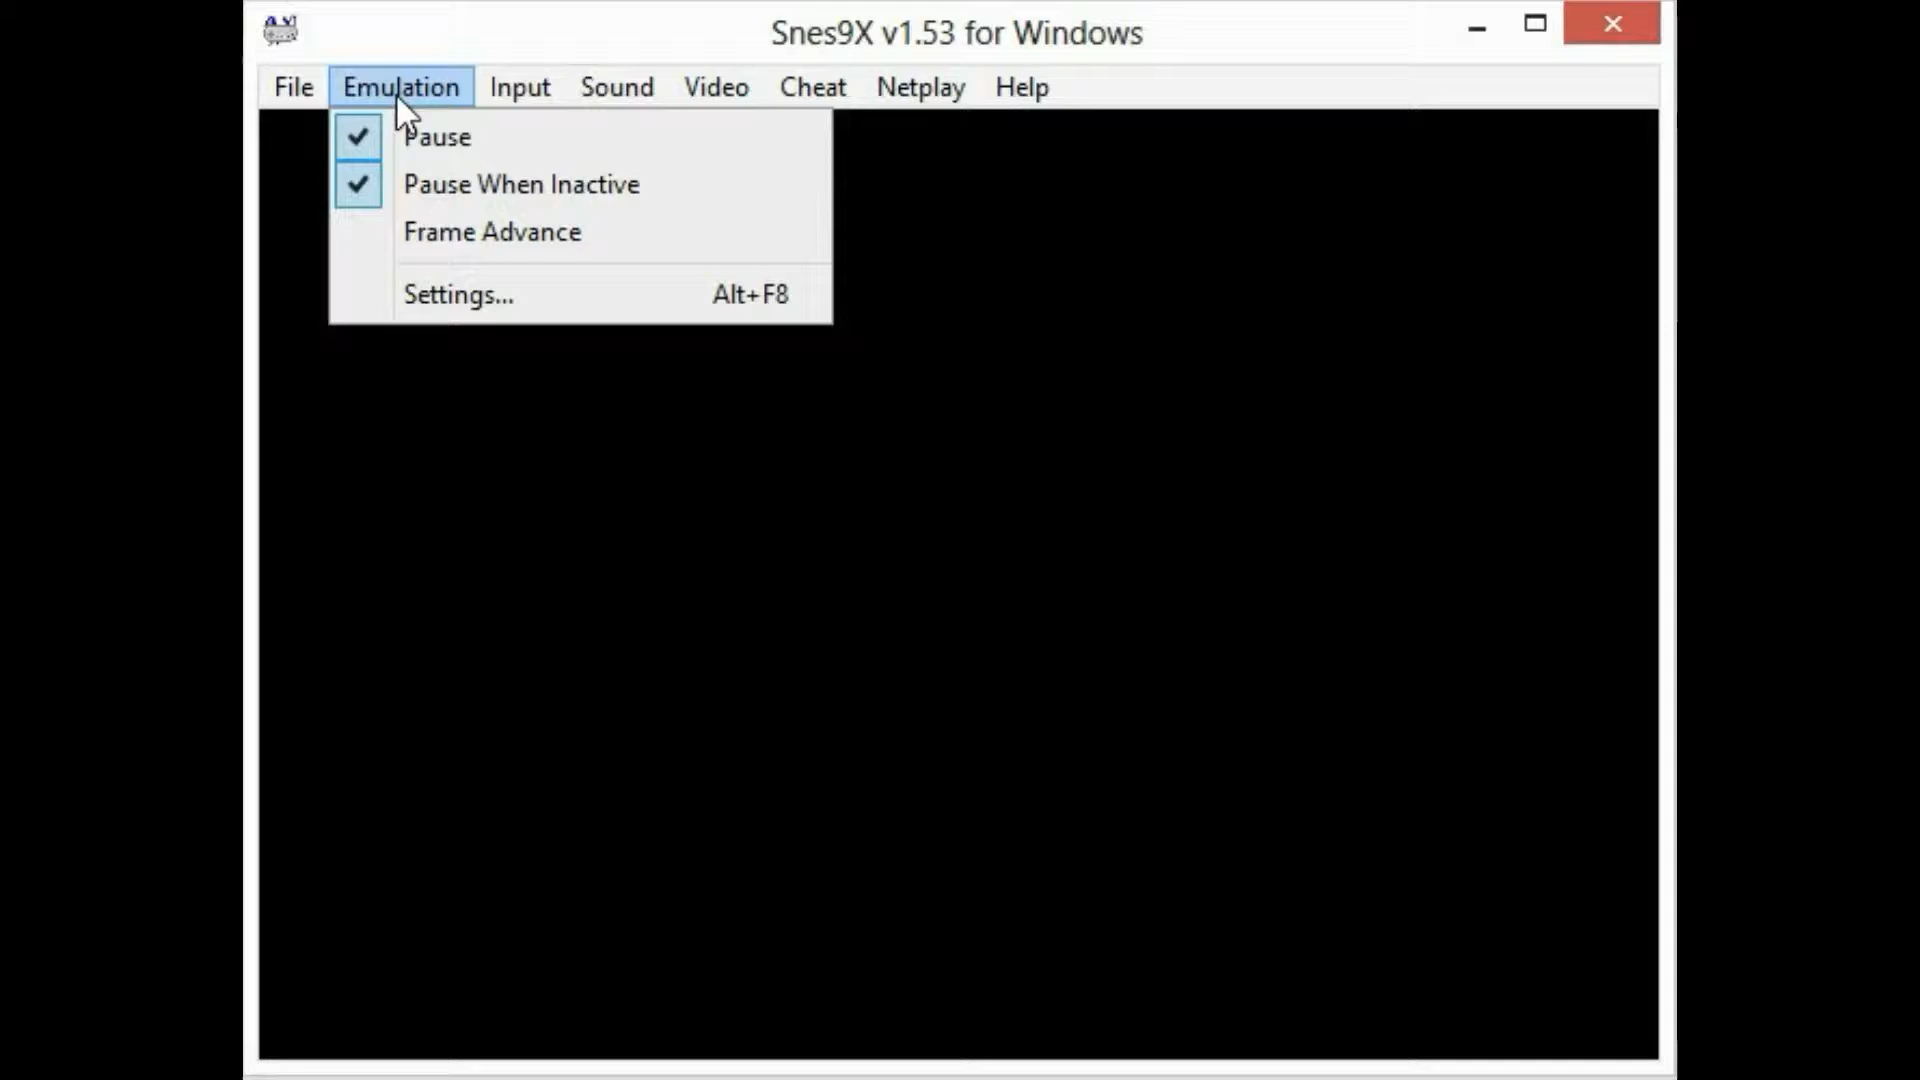 Snes9X v1.53 for Windows
File Emulation Input Sound Video Cheat Netplay Help
Pause
Pause When Inactive
Frame Advance
Settings... Alt+F8